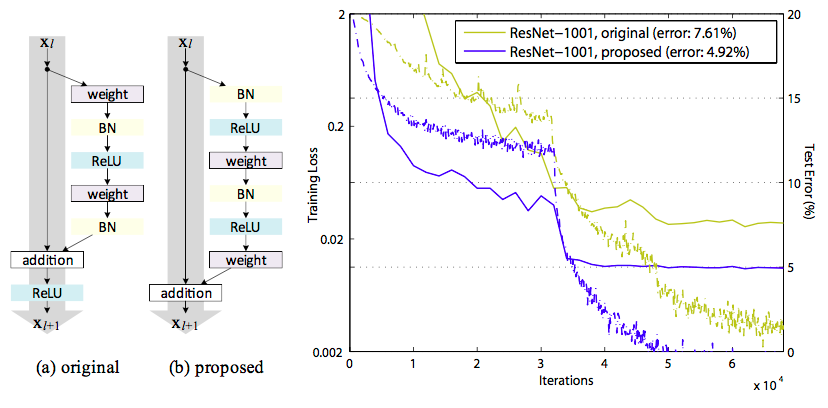 x_l
weight
BN
ReLU
weight
BN
addition
ReLU
x_{l+1}
(a) original
x_l
BN
ReLU
weight
BN
ReLU
weight
addition
x_{l+1}
(b) proposed
ResNet−1001, original (error: 7.61%)
ResNet−1001, proposed (error: 4.92%)
Training Loss
2
0.2
0.02
0.002
Test Error (%)
20
15
10
5
0
0 1 2 3 4 5 6
Iterations
x 10^4